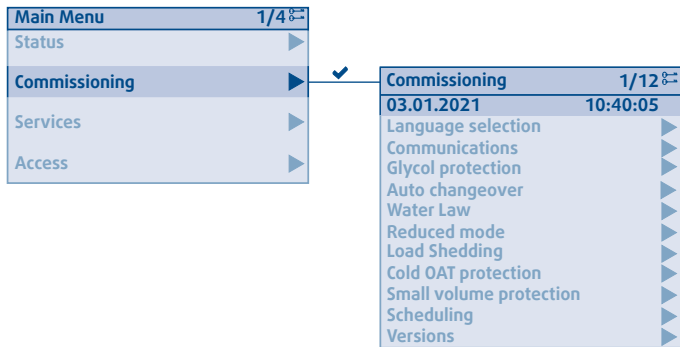 Main Menu 1/4
Status
Commissioning
Services
Access
Commissioning 1/12
03.01.2021 10:40:05
Language selection
Communications
Glycol protection
Auto changeover
Water Law
Reduced mode
Load Shedding
Cold OAT protection
Small volume protection
Scheduling
Versions